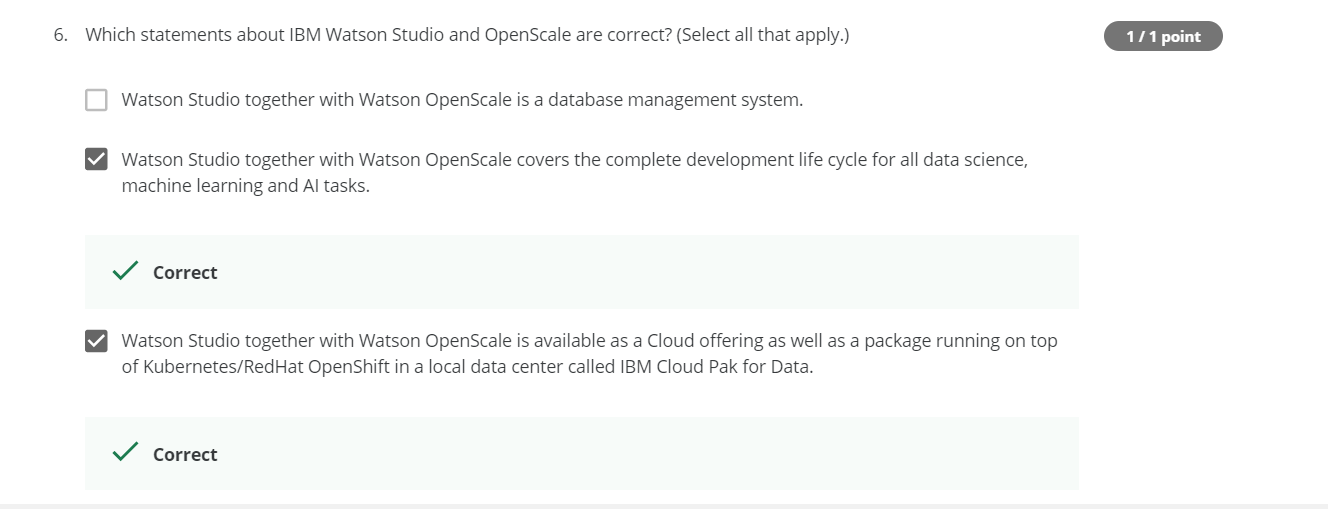 6. Which statements about IBM Watson Studio and OpenScale are correct? (Select all that apply.)
1 / 1 point
Watson Studio together with Watson OpenScale is a database management system.
Watson Studio together with Watson OpenScale covers the complete development life cycle for all data science,
machine learning and AI tasks.
Correct
Watson Studio together with Watson OpenScale is available as a Cloud offering as well as a package running on top
of Kubernetes/RedHat OpenShift in a local data center called IBM Cloud Pak for Data.
Correct